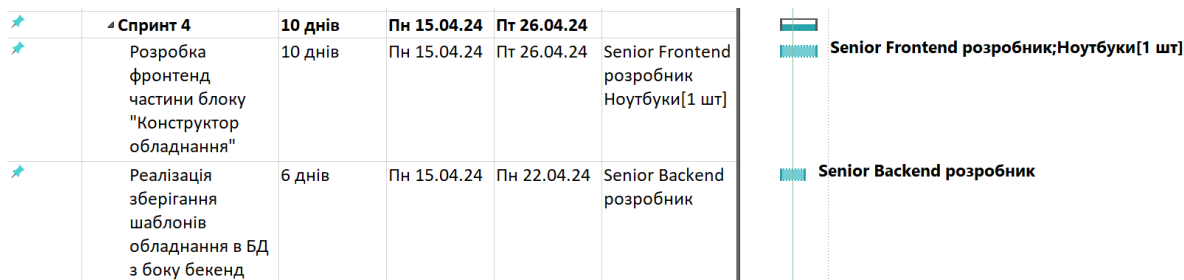 Спринт 4 10 днів Пн 15.04.24 Пт 26.04.24
Розробка 10 днів Пн 15.04.24 Пт 26.04.24 Senior Frontend Senior Frontend розробник;Ноутбуки[1 шт]
фронтенд розробник
частини блоку Ноутбуки[1 шт]
"Конструктор
обладнання"
Реалізація 6 днів Пн 15.04.24 Пн 22.04.24 Senior Backend Senior Backend розробник
зберігання розробник
шаблонів
обладнання в БД
з боку бекенд